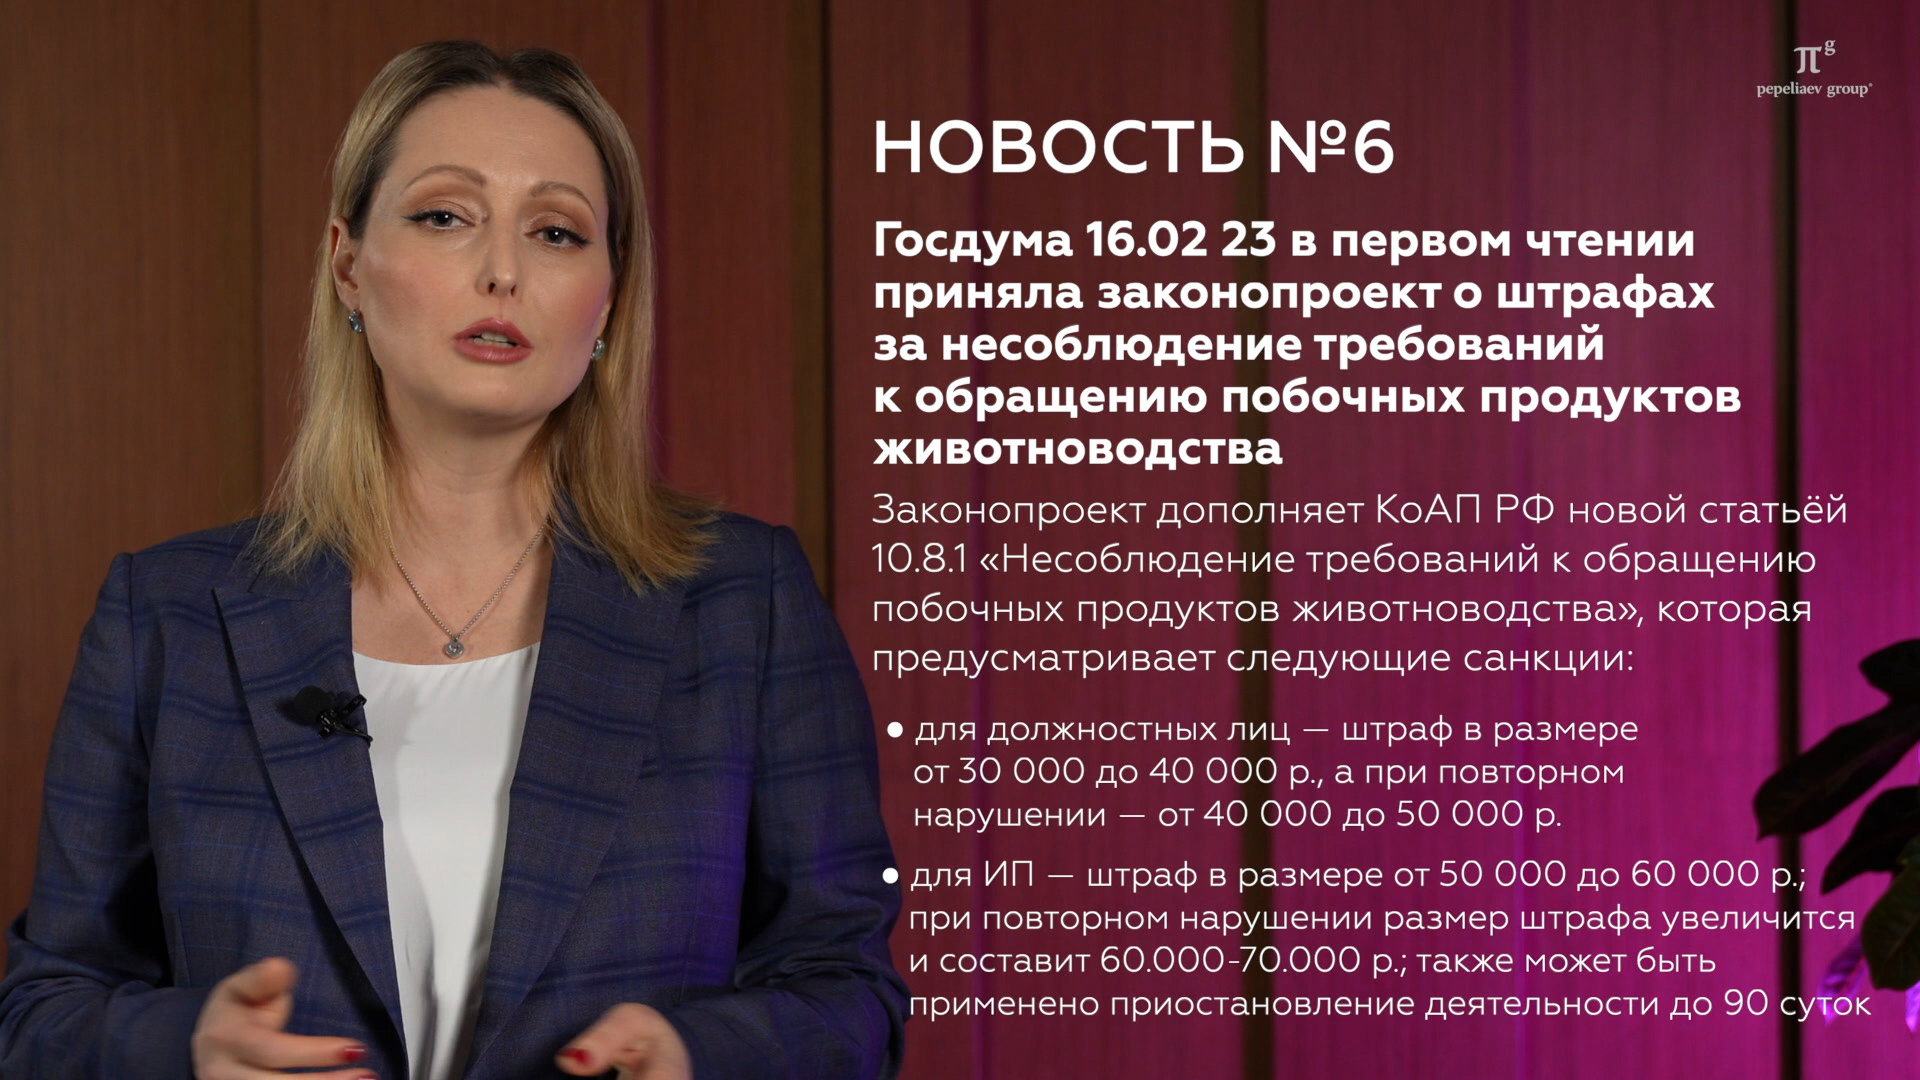 πg
pepeliaev group®
НОВОСТЬ №6
Госдума 16.02 23 в первом чтении
приняла законопроект о штрафах
за несоблюдение требований
к обращению побочных продуктов
животноводства
Законопроект дополняет КоАП РФ новой статьёй
10.8.1 «Несоблюдение требований к обращению
побочных продуктов животноводства», которая
предусматривает следующие санкции:
● для должностных лиц — штраф в размере
от 30 000 до 40 000 р., а при повторном
нарушении — от 40 000 до 50 000 р.
● для ИП — штраф в размере от 50 000 до 60 000 р.;
при повторном нарушении размер штрафа увеличится
и составит 60.000-70.000 р.; также может быть
применено приостановление деятельности до 90 суток